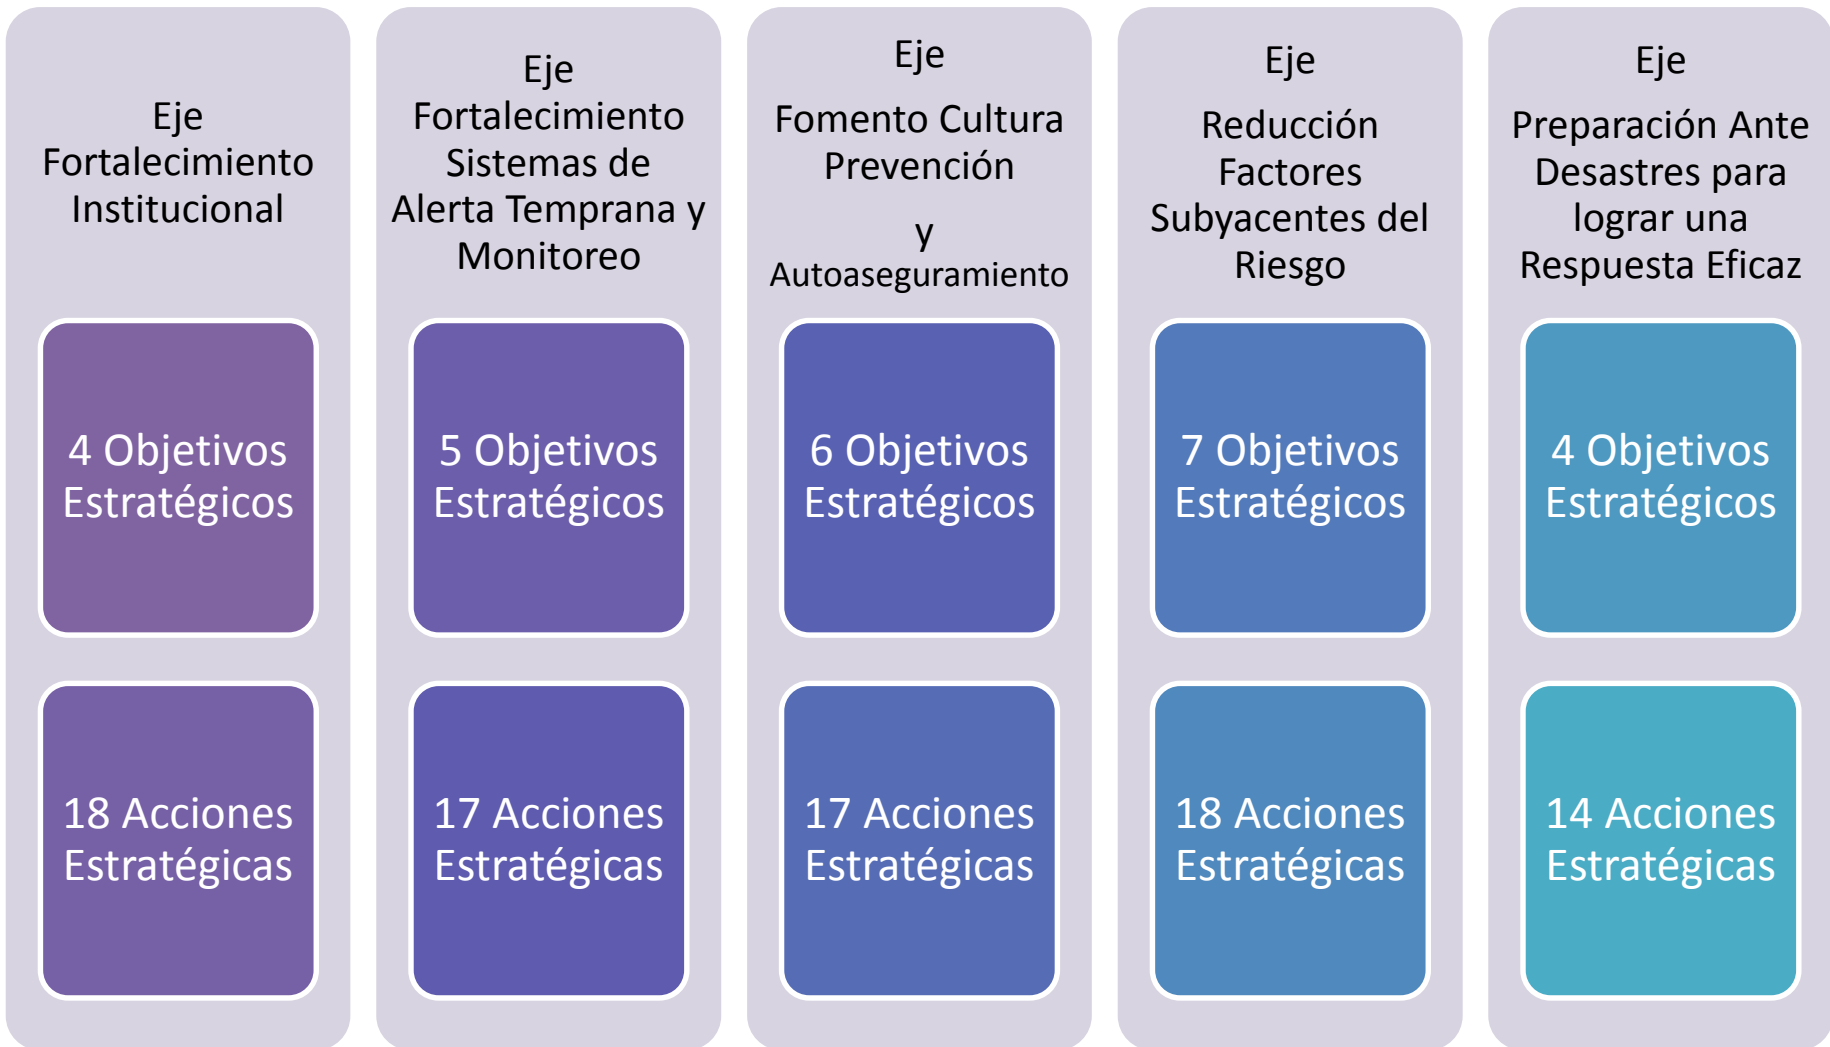 Eje
Fortalecimiento
Institucional
4 Objetivos
Estratégicos
18 Acciones
Estratégicas
Eje
Fortalecimiento
Sistemas de
Alerta Temprana y
Monitoreo
5 Objetivos
Estratégicos
17 Acciones
Estratégicas
Eje
Fomento Cultura
Prevención
y
Autoaseguramiento
6 Objetivos
Estratégicos
17 Acciones
Estratégicas
Eje
Reducción
Factores
Subyacentes del
Riesgo
7 Objetivos
Estratégicos
18 Acciones
Estratégicas
Eje
Preparación Ante
Desastres para
lograr una
Respuesta Eficaz
4 Objetivos
Estratégicos
14 Acciones
Estratégicas